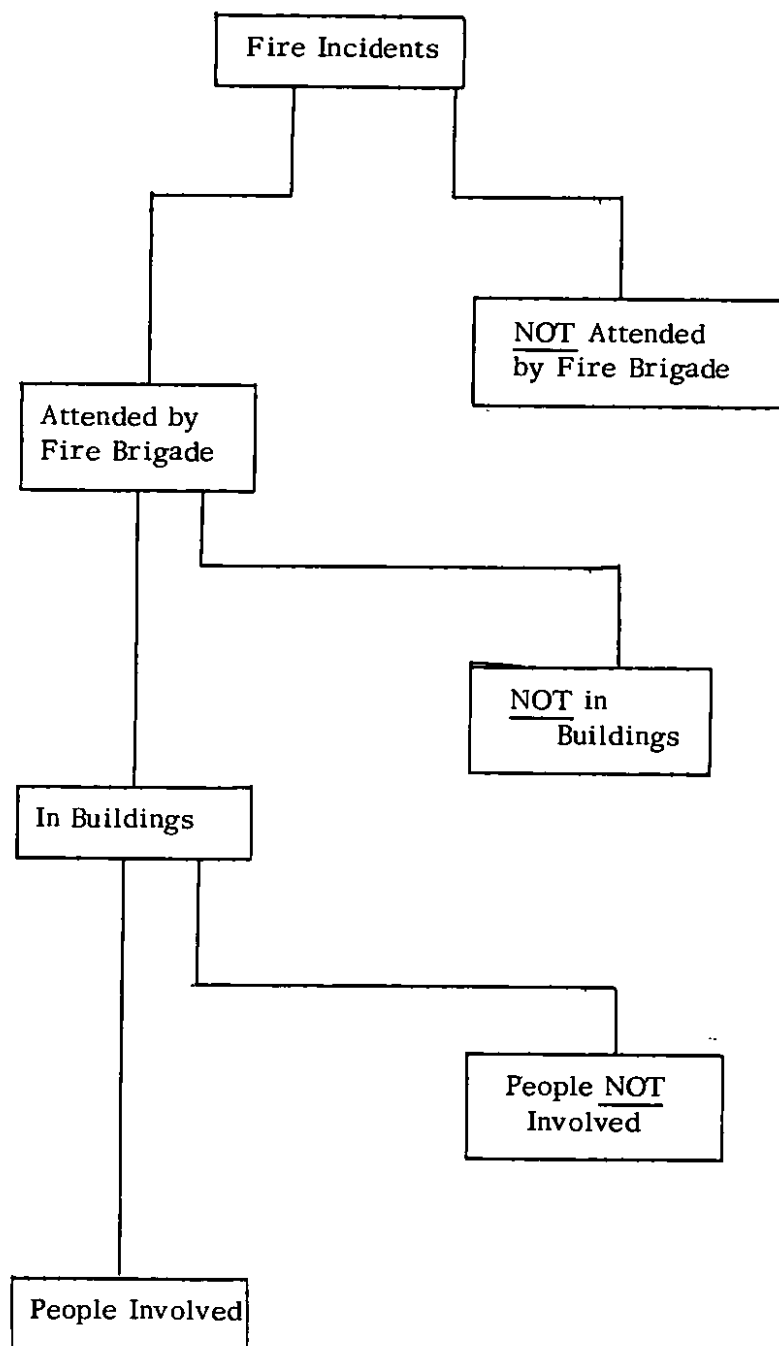 Fire Incidents
NOT Attended
by Fire Brigade
Attended by
Fire Brigade
NOT in
Buildings
In Buildings
People NOT
Involved
People Involved